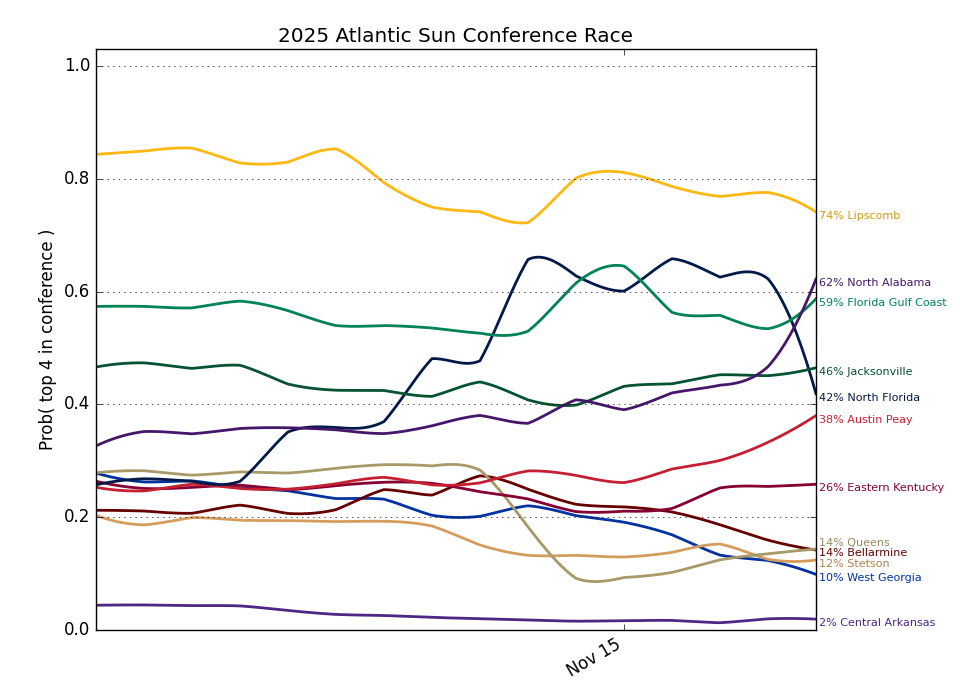 2025 Atlantic Sun Conference Race
Prob( top 4 in conference )
1.0
0.8
0.6
0.4
0.2
0.0
Nov 15
74% Lipscomb
62% North Alabama
59% Florida Gulf Coast
46% Jacksonville
42% North Florida
38% Austin Peay
26% Eastern Kentucky
14% Queens
14% Bellarmine
12% Stetson
10% West Georgia
2% Central Arkansas